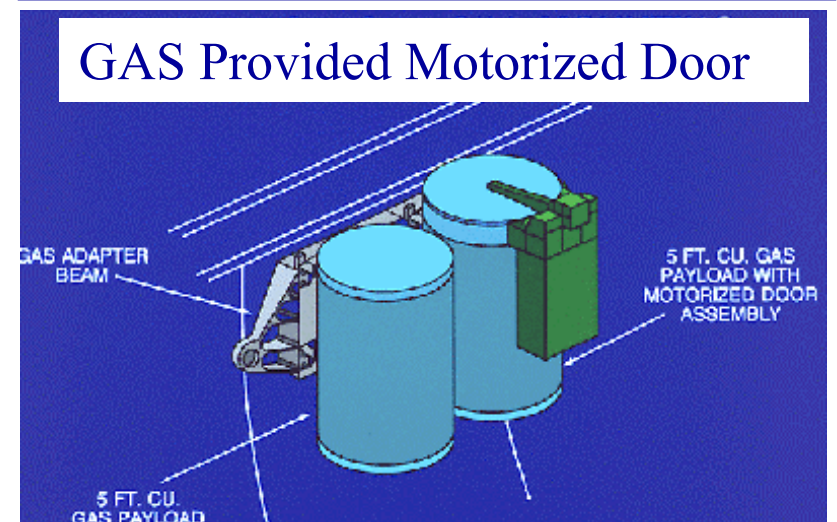 GAS Provided Motorized Door
GAS ADAPTER
BEAM
5 FT. CU. GAS
PAYLOAD WITH
MOTORIZED DOOR
ASSEMBLY
5 FT. CU.
GAS PAYLOAD